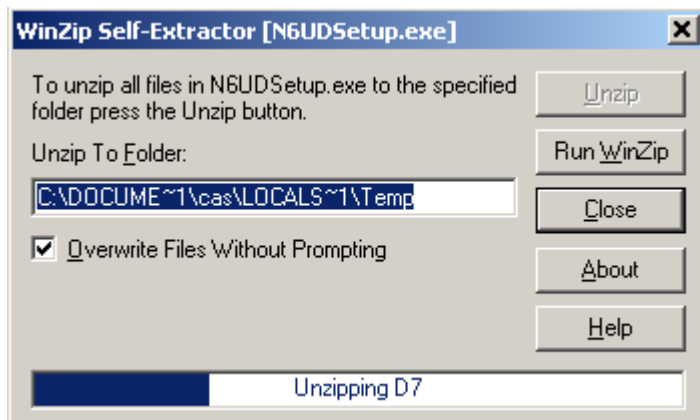 WinZip Self-Extractor [N6UDSetup.exe]
To unzip all files in N6UDSetup.exe to the specified
folder press the Unzip button.
Unzip To Folder:
C:\DOCUME~1\cas\LOCALS~1\Temp
Overwrite Files Without Prompting
Unzip
Run WinZip
Close
About
Help
Unzipping D7